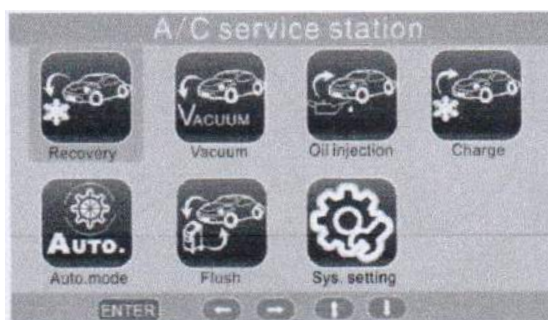 A/C service station
VACUUM
Recovery Vacuum Oil injection Charge
AUTO.
Auto.mode Flush Sys. setting
ENTER